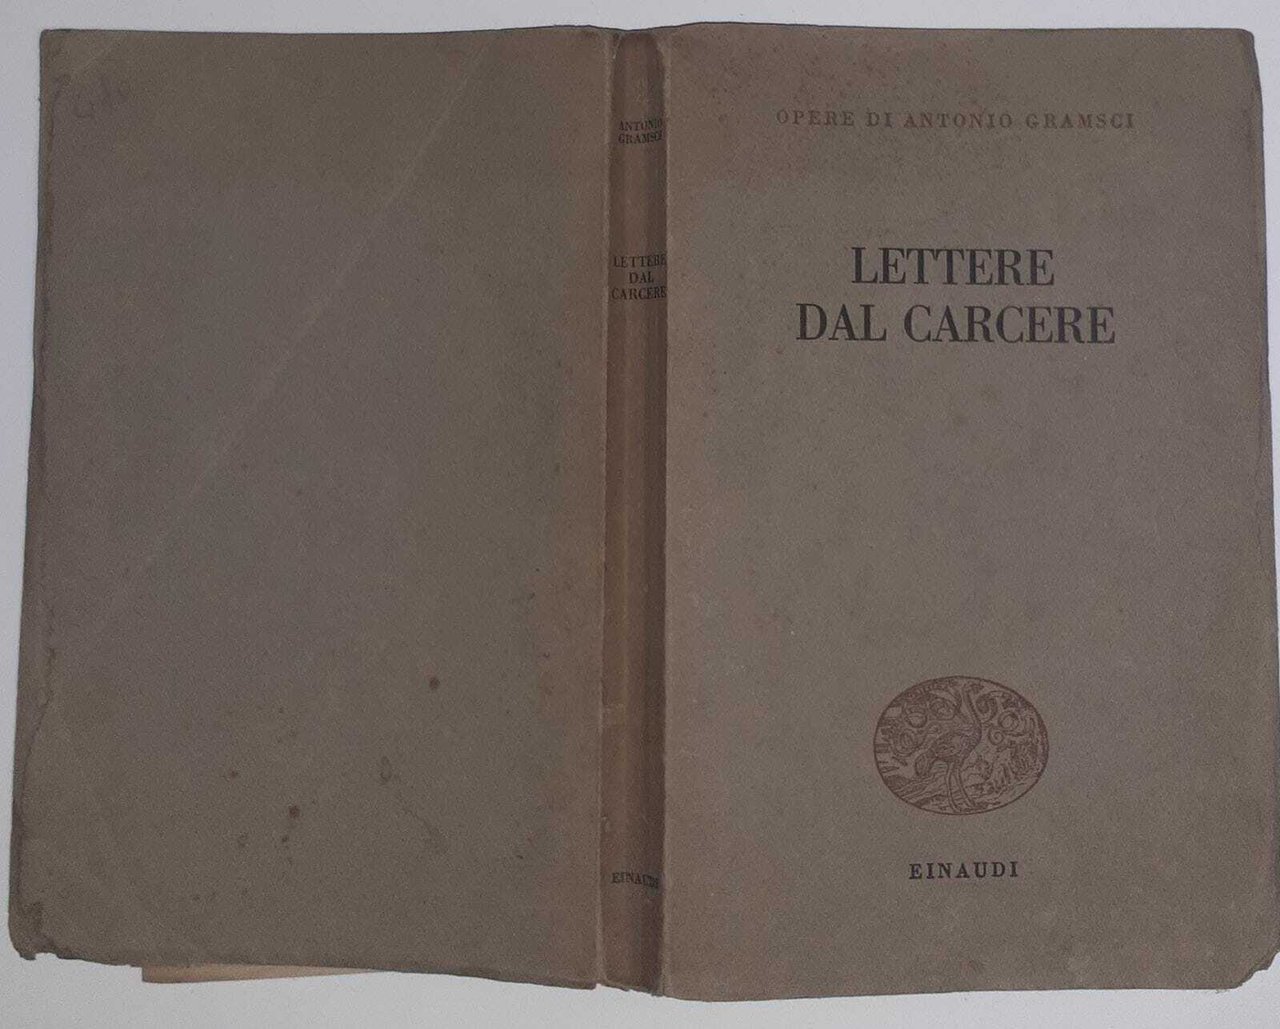 ANTONIO
GRAMSCI
LETTERE
DAL
CARCERE
EINAUDI
OPERE DI ANTONIO GRAMSCI
LETTERE
DAL CARCERE
EINAUDI